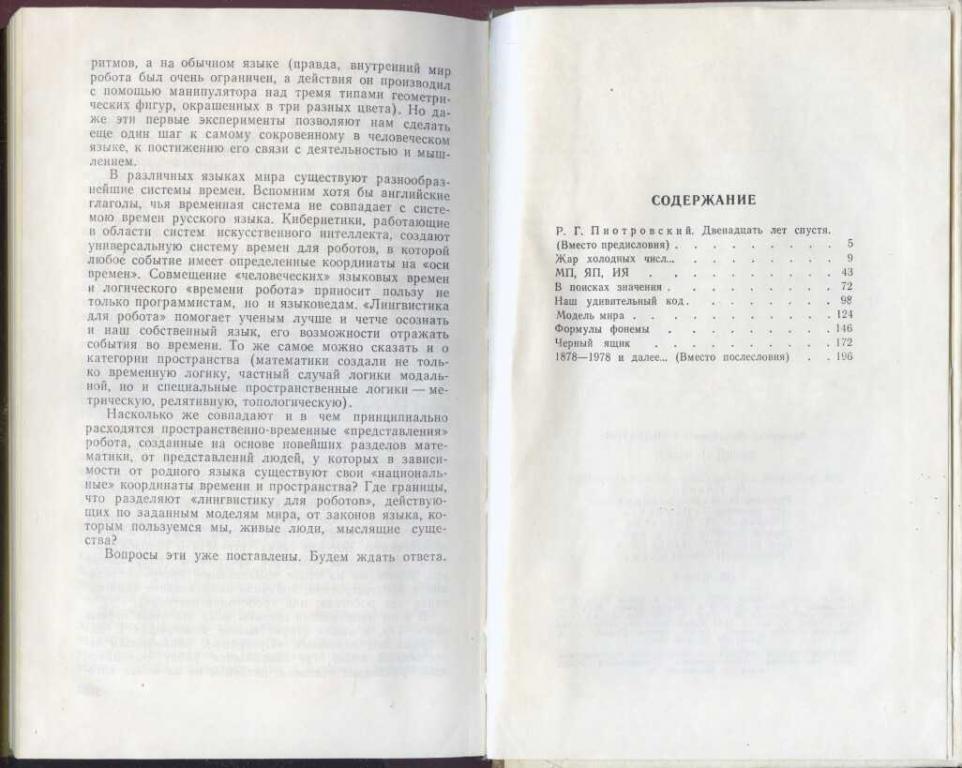 ритмов, а на обычном языке (правда, внутренний мир
робота был очень ограничен, а действия он производил
с помощью манипулятора над тремя типами геометри-
ческих фигур, окрашенных в три разных цвета). Но да-
же эти первые эксперименты позволяют нам сделать
еще один шаг к самому сокровенному в человеческом
языке, к постижению его связи с деятельностью и мыш-
лением.
В различных языках мира существуют разнообраз-
нейшие системы времен. Вспомним хотя бы английские
глаголы, чья временная система не совпадает с систе-
мою времен русского языка. Кибернетики, работающие
в области систем искусственного интеллекта, создают
универсальную систему времен для роботов, в которой
любое событие имеет определенные координаты на «оси
времен». Совмещение «человеческих» языковых времен
и логического «времени робота» приносит пользу не
только программистам, но и языковедам. «Лингвистика
для робота» помогает ученым лучше и четче осознать
и наш собственный язык, его возможности отражать
события во времени. То же самое можно сказать и о
категории пространства (математики создали не толь-
ко временную логику, частный случай логики модаль-
ной, но и специальные пространственные логики — ме-
трическую, релятивную, топологическую).
Насколько же совпадают и в чем принципиально
расходятся пространственно-временные «представления»
робота, созданные на основе новейших разделов мате-
матики, от представлений людей, у которых в зависи-
мости от родного языка существуют свои «националь-
ные» координаты времени и пространства? Где границы,
что разделяют «лингвистику для роботов», действую-
щих по заданным моделям мира, от законов языка, ко-
торым пользуемся мы, живые люди, мыслящие суще-
ства?
Вопросы эти уже поставлены. Будем ждать ответа.
СОДЕРЖАНИЕ
Р. Г. Пиотровский. Двенадцать лет спустя.
(Вместо предисловия) . . . . . . . . . 5
Жар холодных числ... . . . . . . . . 9
МП, ЯП, ИЯ . . . . . . . . . 43
В поисках значения . . . . . . . . . 72
Наш удивительный код . . . . . . . . 98
Модель мира . . . . . . . . . . 124
Формулы фонемы . . . . . . . . . 146
Черный ящик . . . . . . . . . . 172
1878—1978 и далее... (Вместо послесловия) . . 196